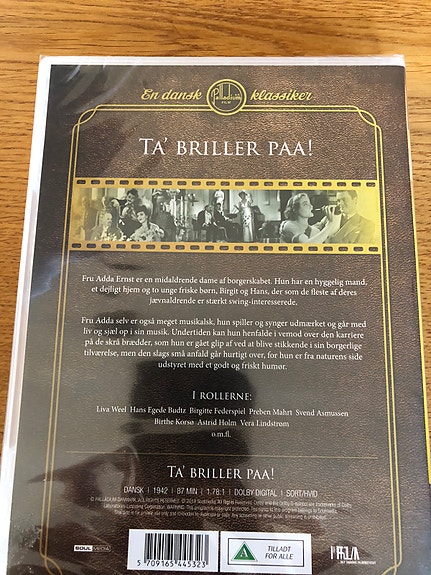 En dansk Palladium FILM klassiker
TA' BRILLER PAA!
Fru Adda Ernst er en midaldrende dame af borgerskabet. Hun har en hyggelig mand,
et dejligt hjem og to unge friske børn, Birgit og Hans, der som de fleste af deres
jævnaldrende er stærkt swing-interesserede.
Fru Adda selv er også meget musikalsk, hun spiller og synger udmærket og går med
liv og sjæl op i sin musik. Undertiden kan hun henfalde i vemod over den karriere
på de skrå brædder, som hun er gået glip af ved at blive stikkende i sin borgerlige
tilværelse, men den slags små anfald går hurtigt over, for hun er fra naturens side
udstyret med et godt og friskt humør.
I ROLLERNE:
Liva Weel Hans Egede Budtz Birgitte Federspiel Preben Mahrt Svend Asmussen
Birthe Korsø Astrid Holm Vera Lindstrøm
o.m.fl.
TA' BRILLER PAA!
DANSK | 1942 | 87 MIN | 1.78:1 | DOLBY DIGITAL | SORT/HVID
SOUL MEDIA
5 709165 445323
A
TILLADT
FOR ALLE